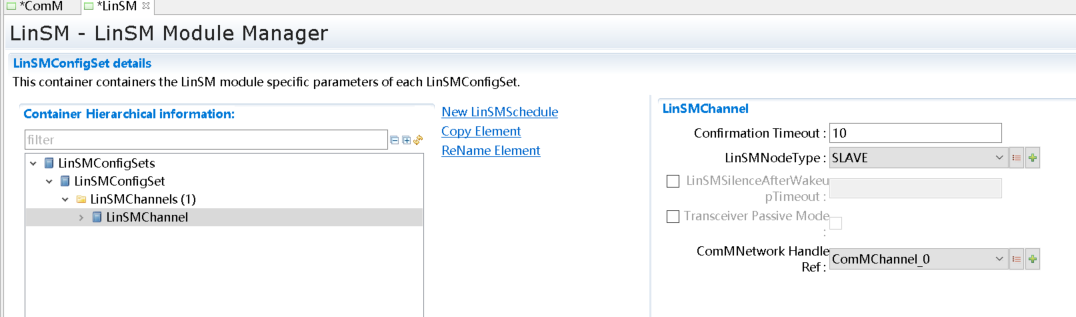 *ComM
*LinSM
LinSM - LinSM Module Manager
LinSMConfigSet details
This container containers the LinSM module specific parameters of each LinSMConfigSet.
Container Hierarchical information:
filter
LinSMConfigSets
LinSMConfigSet
LinSMChannels (1)
LinSMChannel
New LinSMSchedule
Copy Element
ReName Element
LinSMChannel
Confirmation Timeout : 10
LinSMNodeType : SLAVE
LinSMSilenceAfterWakeu
pTimeout :
Transceiver Passive Mode
:
ComMNetwork Handle
Ref : ComMChannel_0